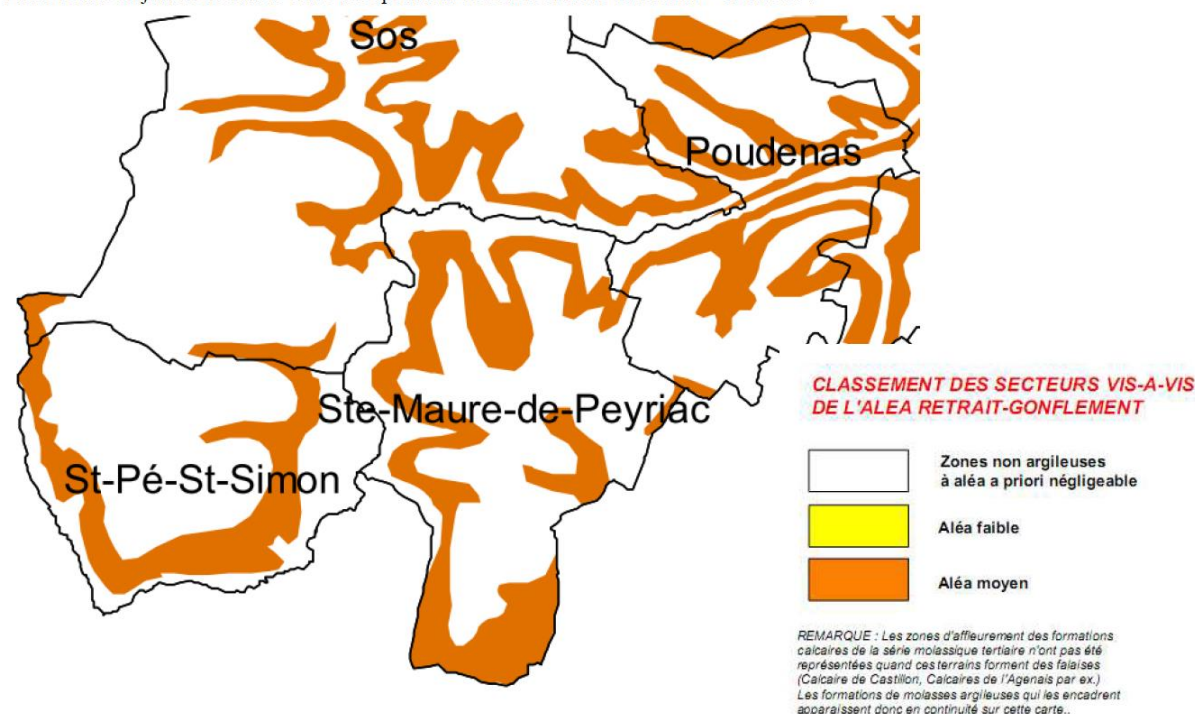 Sos
Poudenas
Ste-Maure-de-Peyriac
St-Pé-St-Simon
CLASSEMENT DES SECTEURS VIS-A-VIS
DE L'ALEA RETRAIT-GONFLEMENT
Zones non argileuses
à aléa a priori négligeable
Aléa faible
Aléa moyen
REMARQUE : Les zones d'affleurement des formations
calcaires de la série molassique tertiaire n'ont pas été
représentées quand ces terrains forment des falaises
(Calcaire de Castillon, Calcaires de l'Agenais par ex.)
Les formations de molasses argileuses qui les encadrent
apparaissent donc en continuité sur cette carte..